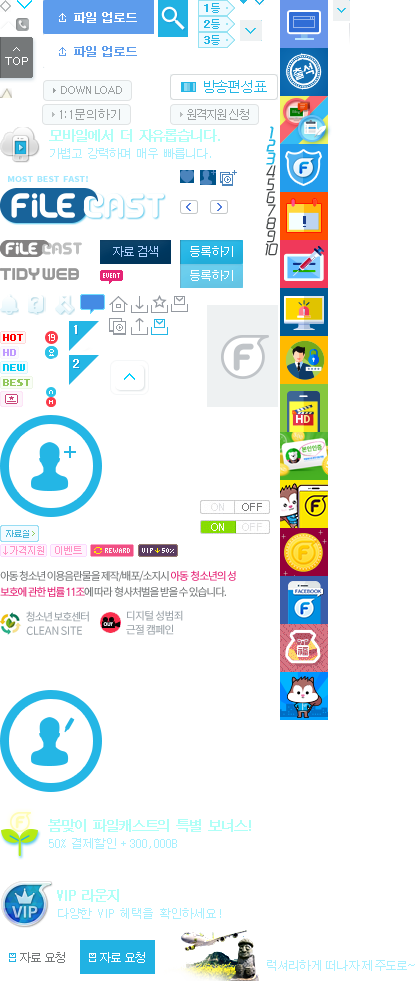 파일 업로드
1등
2등
3등
파일 업로드
TOP
DOWN LOAD
방송편성표
1:1문의하기
원격지원신청
모바일에서 더 자유롭습니다.
가볍고 강력하며 매우 빠릅니다.
MOST BEST FAST!
FiLECAST
1
2
3
4
5
6
7
8
9
10
FiLECAST
자료 검색
등록하기
TIDYWEB
EVENT
등록하기
HOT
19
1
HD
2
NEW
2
BEST
N
H
ON
OFF
ON
OFF
자료실>
↓가격지원
이벤트
REWARD
VIP↓50%
아동 청소년 이용음란물을 제작/배포/소지시 아동 청소년의 성
보호에 관한 법률 11조에 따라 형사처벌을 받을 수 있습니다.
청소년 보호센터
CLEAN SITE
OUT
디지털 성범죄
근절 캠페인
봄맞이 파일캐스트의 특별 보너스!
50% 결제할인 + 300,000B
VIP
VIP 라운지
다양한 VIP 혜택을 확인하세요!
자료 요청
자료 요청
럭셔리하게 떠나자 제주도로~
출석
HD
본인인증
F
FACEBOOK
福